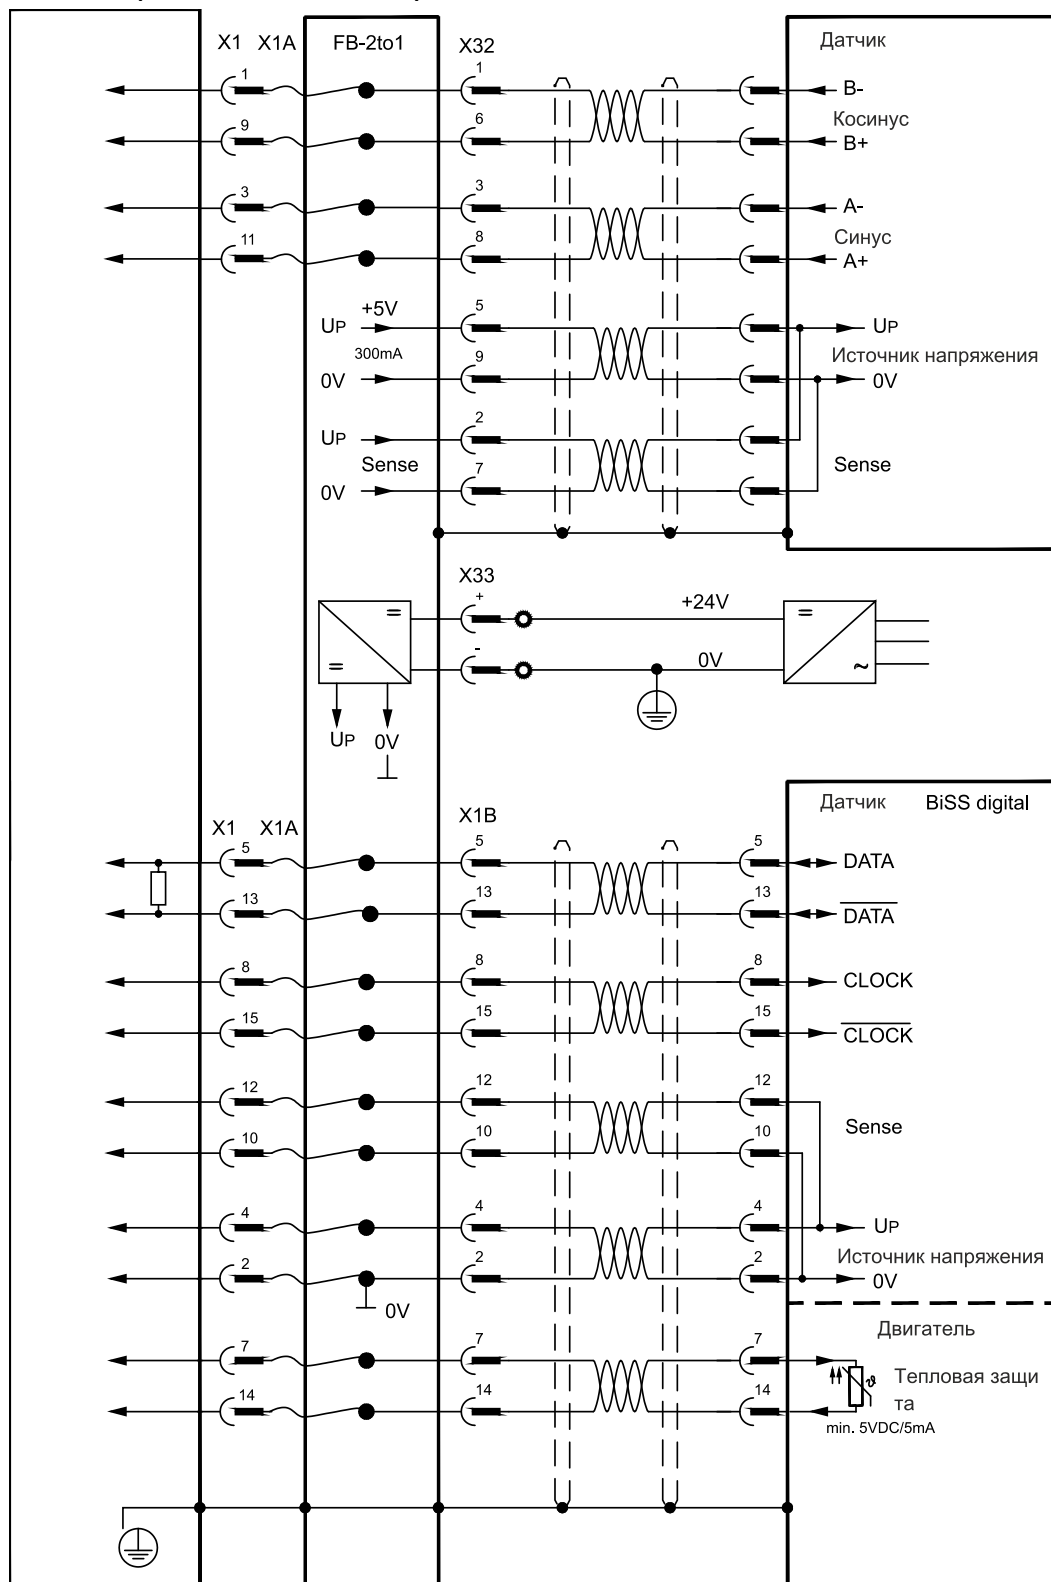 X1 X1A FB-2to1 X32 Датчик
1 1 B-
Косинус
9 6 B+
3 3 A-
Синус
11 8 A+
+5V 5
UP UP
300mA Источник напряжения
9
0V 0V
2
UP
Sense Sense
7
0V
X33
+ +24V
=
=
- 0V
=
~
UP 0V
Датчик BiSS digital
X1 X1A X1B
5 5 5 DATA
13 13 13 DATA
8 8 8 CLOCK
15 15 15 CLOCK
12 12 12
Sense
10 10 10
4 4 4 UP
Источник напряжения
2 2 2 0V
0V
Двигатель
7 7 7
ϑ Тепловая защи
та
14 14 14
min. 5VDC/5mA